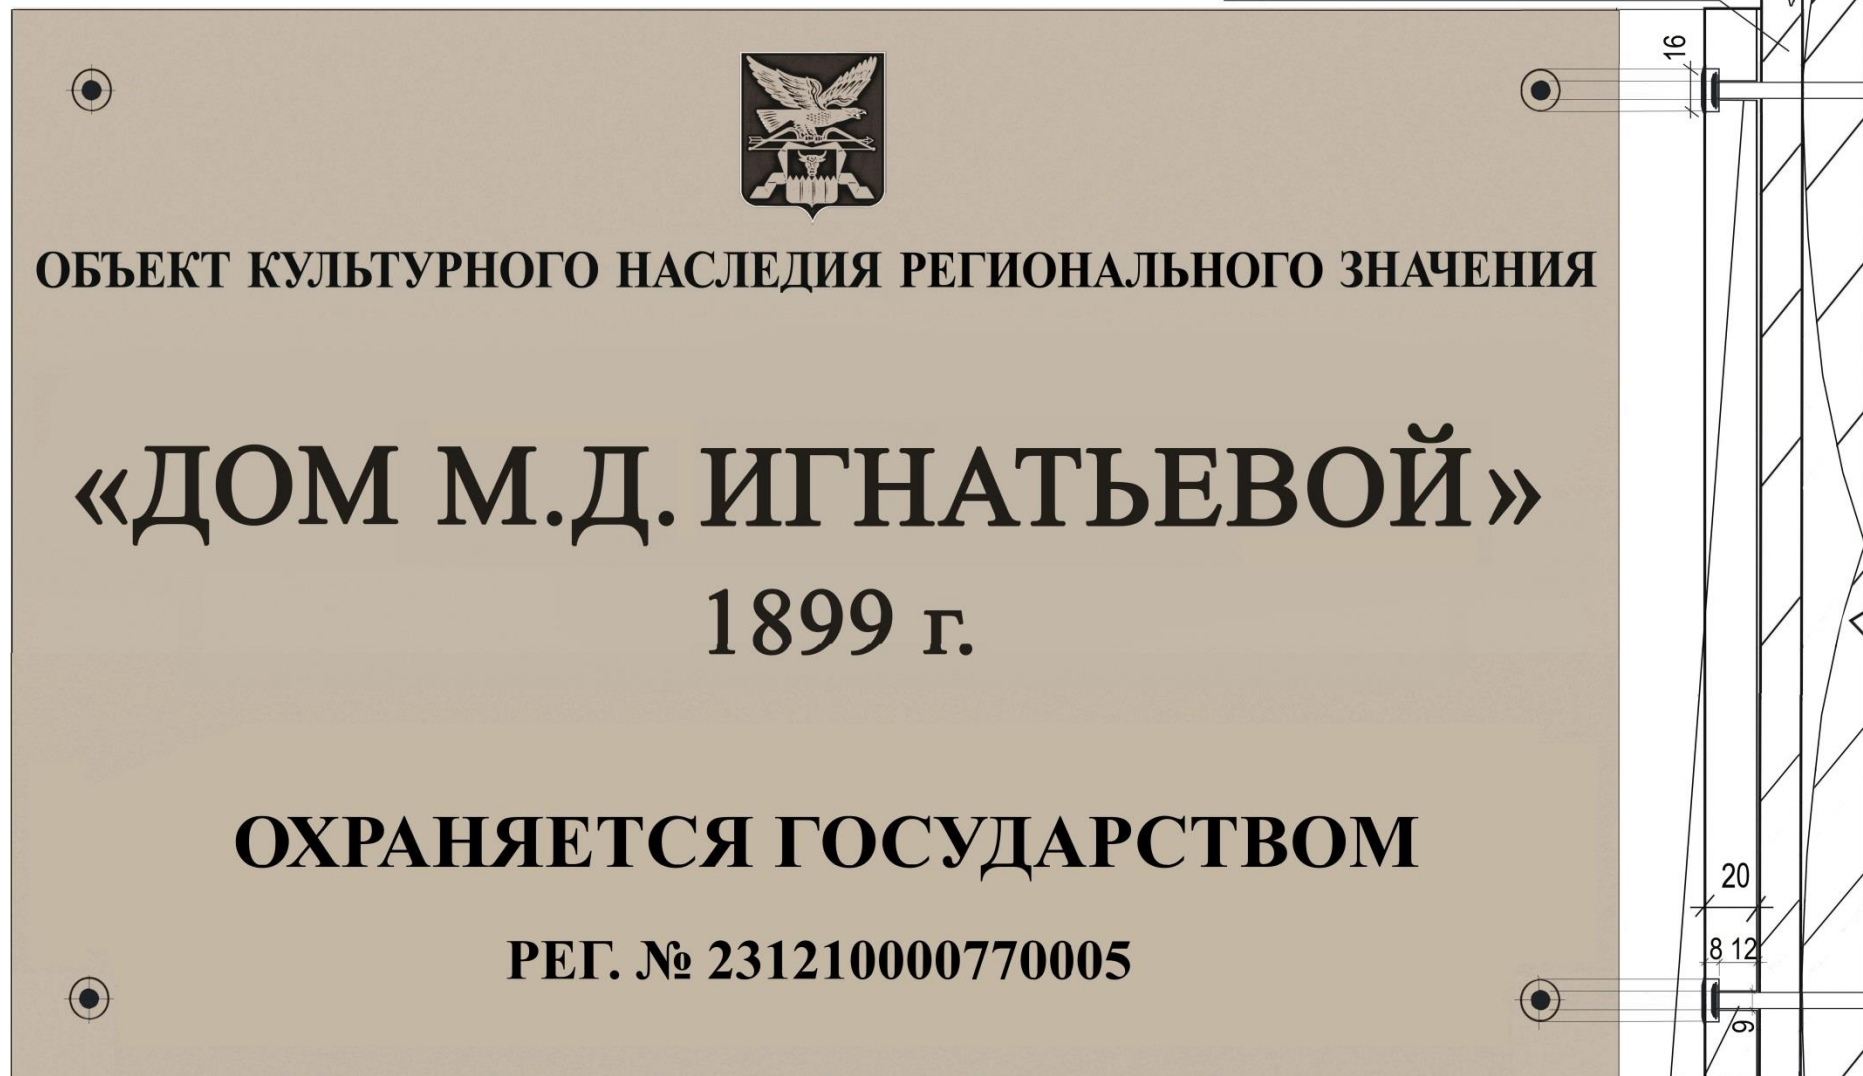 ОБЪЕКТ КУЛЬТУРНОГО НАСЛЕДИЯ РЕГИОНАЛЬНОГО ЗНАЧЕНИЯ
«ДОМ М.Д. ИГНАТЬЕВОЙ»
1899 г.
ОХРАНЯЕТСЯ ГОСУДАРСТВОМ
РЕГ. № 231210000770005
16
20
8 12
9